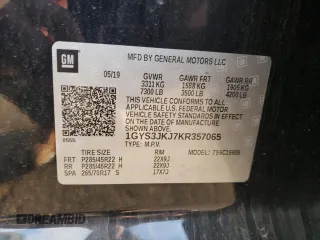 GM
MFD BY GENERAL MOTORS LLC
05/19 GVWR GAWR FRT GAWR RR
3311 KG 1588 KG 1905 KG
7300 LB 3500 LB 4200 LB
THIS VEHICLE CONFORMS TO ALL APPLICABLE U.S.
FEDERAL MOTOR VEHICLE SAFETY AND THEFT
PREVENTION STANDARDS IN EFFECT ON THE DATE
OF MANUFACTURE SHOWN ABOVE.
1GYS3JKJ7KR357065
TYPE: M.P.V.
TIRE SIZE RIM
FRT P285/45R22 H 22X9J
RR P285/45R22 H 22X9J
SPA 265/70R17 S 17X7J
©DREAMBID